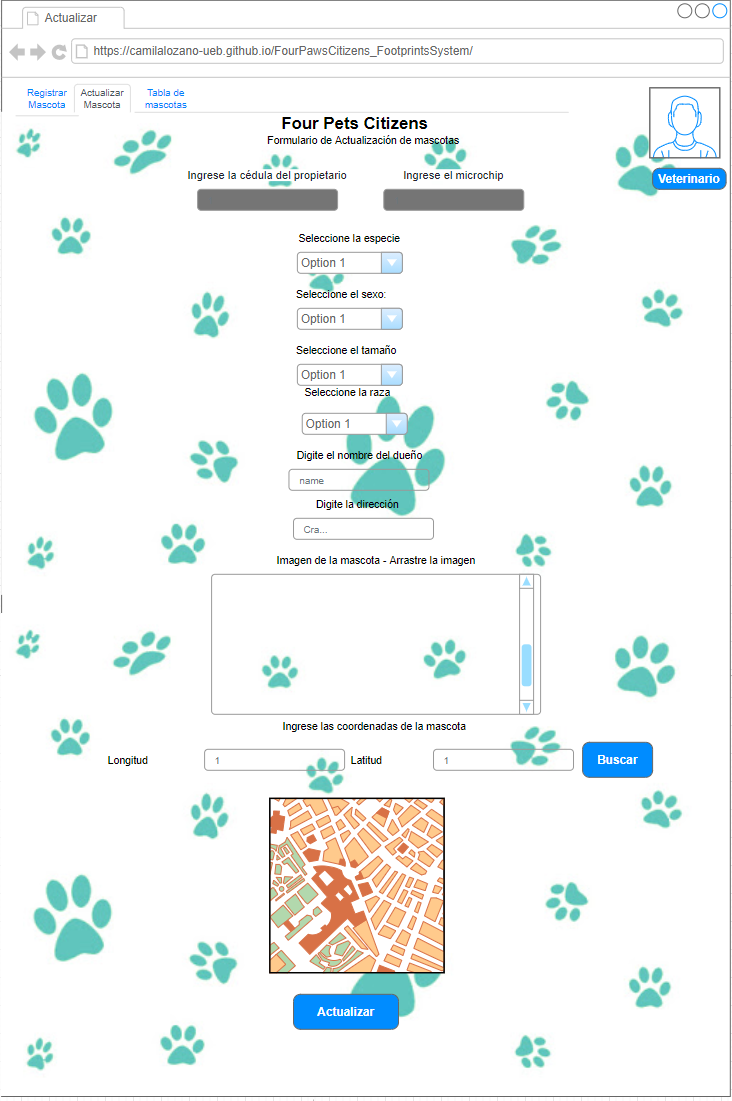 Actualizar
https://camilalozano-ueb.github.io/FourPawsCitizens_FootprintsSystem/
Registrar
Mascota
Actualizar
Mascota
Tabla de
mascotas
Four Pets Citizens
Formulario de Actualización de mascotas
Veterinario
Ingrese la cédula del propietario
Ingrese el microchip
Seleccione la especie
Option 1
Seleccione el sexo:
Option 1
Seleccione el tamaño
Option 1
Seleccione la raza
Option 1
Digite el nombre del dueño
name
Digite la dirección
Cra...
Imagen de la mascota - Arrastre la imagen
Ingrese las coordenadas de la mascota
Longitud
1
Latitud
1
Buscar
Actualizar